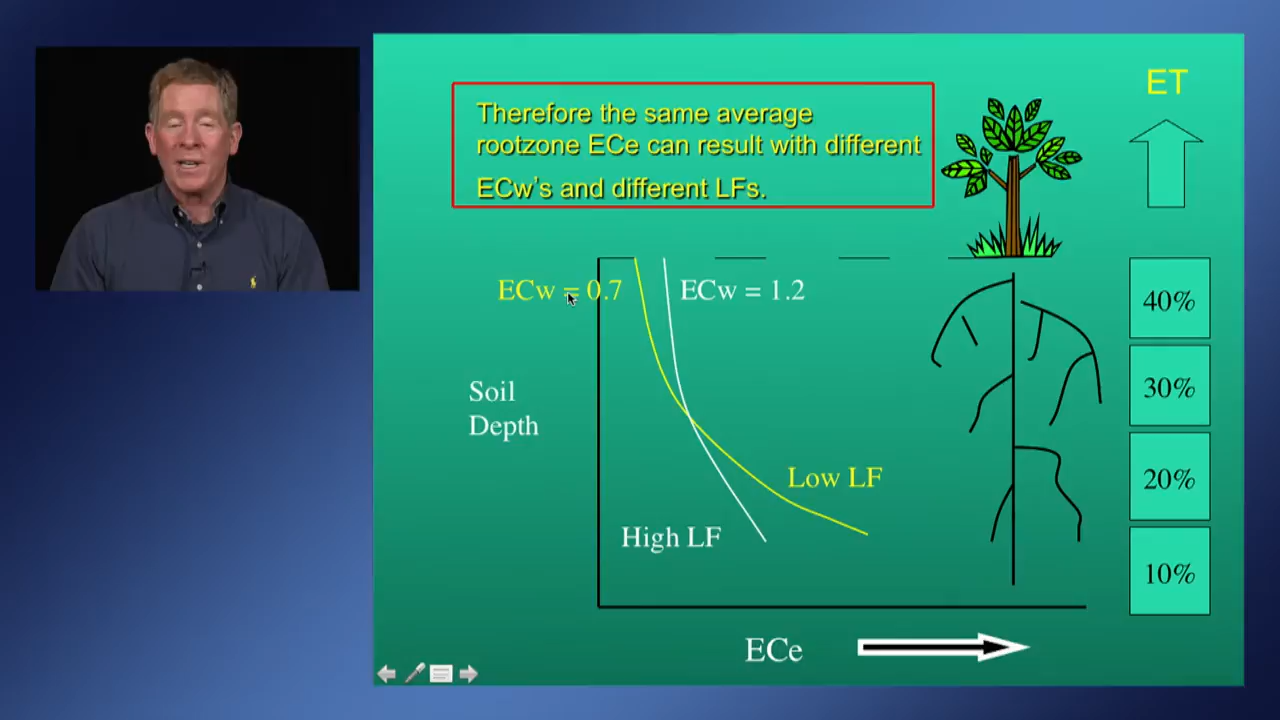 Therefore the same average
rootzone ECe can result with different
ECw's and different LFs.
ET
ECw = 0.7
ECw = 1.2
40%
Soil
Depth
30%
Low LF
20%
High LF
10%
ECe